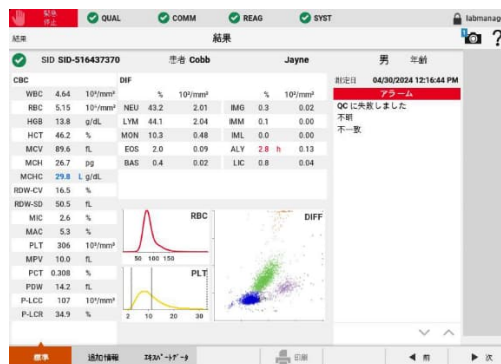 緊急
停止
QUAL
COMM
REAG
SYST
labmanag
結果
結果
SID SID-516437370
患者 Cobb
Jayne
男
年齢
CBC
DIF
測定日 04/30/2024 12:16:44 PM
% 10³/mm³ % 10³/mm³
アラーム
WBC 4.64 10³/mm³
RBC 5.15 10⁶/mm³
HGB 13.8 g/dL
HCT 46.2 %
MCV 89.6 fL
MCH 26.7 pg
MCHC 29.8 L g/dL
RDW-CV 16.5 %
RDW-SD 50.5 fL
MIC 2.6 %
MAC 5.3 %
PLT 306 10³/mm³
MPV 10.0 fL
PCT 0.308 %
PDW 14.2 fL
P-LCC 107 10³/mm³
P-LCR 34.9 %
NEU 43.2 2.01 IMG 0.3 0.02
LYM 44.1 2.04 IMM 0.1 0.00
MON 10.3 0.48 IML 0.0 0.00
EOS 2.0 0.09 ALY 2.8 h 0.13
BAS 0.4 0.02 LIC 0.8 0.04
QC に失敗しました
不明
不一致
RBC
50 100 150
PLT
2 10 20 30
DIFF
標準
追加情報
エキスパートデータ
印刷
前
次